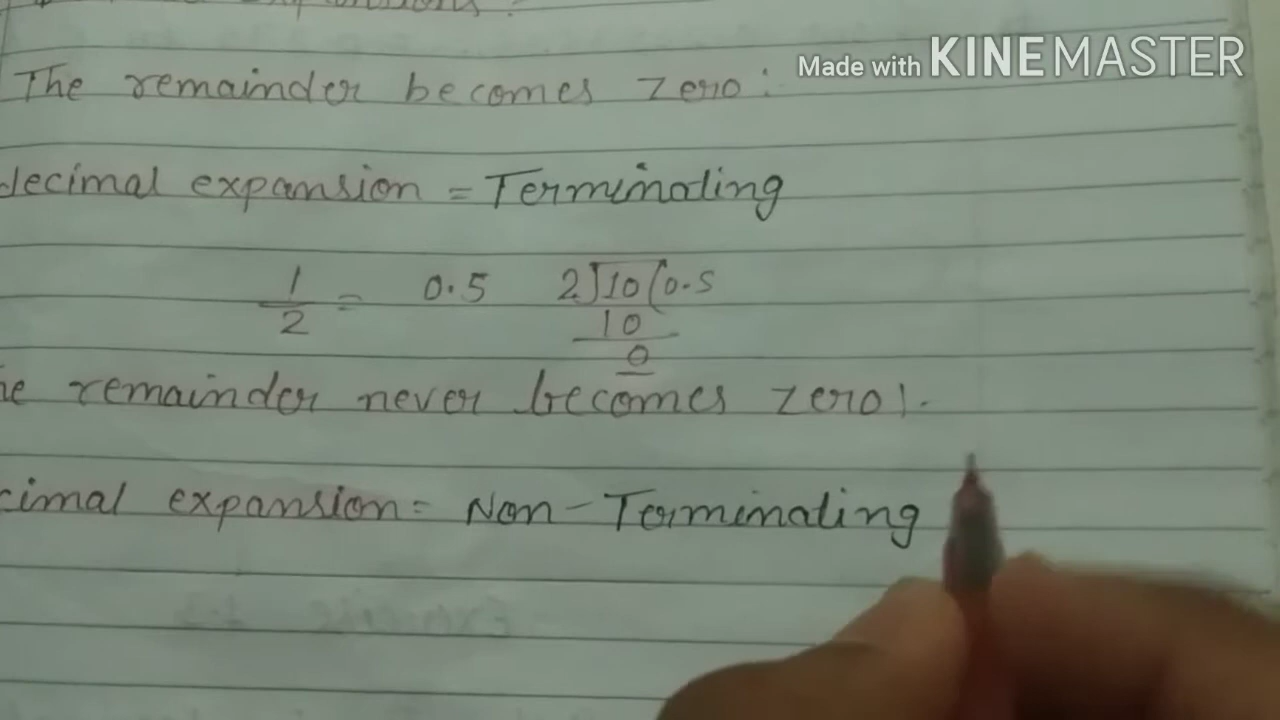 Made with KINEMASTER
The remainder becomes zero:
decimal expansion = Terminating
1/2 = 0.5 2)10(0.5
10
0
remainder never becomes zero:
expansion = Non-Terminating